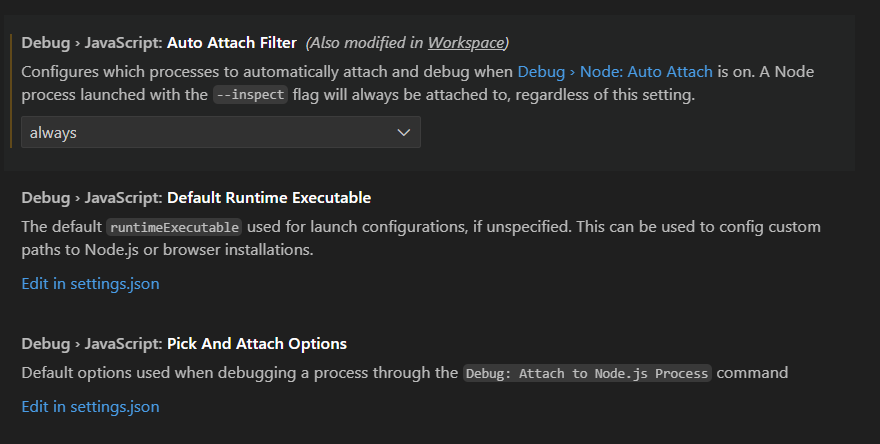 Debug › JavaScript: Auto Attach Filter (Also modified in Workspace)
Configures which processes to automatically attach and debug when Debug › Node: Auto Attach is on. A Node
process launched with the --inspect flag will always be attached to, regardless of this setting.
always
Debug › JavaScript: Default Runtime Executable
The default runtimeExecutable used for launch configurations, if unspecified. This can be used to config custom
paths to Node.js or browser installations.
Edit in settings.json
Debug › JavaScript: Pick And Attach Options
Default options used when debugging a process through the Debug: Attach to Node.js Process command
Edit in settings.json